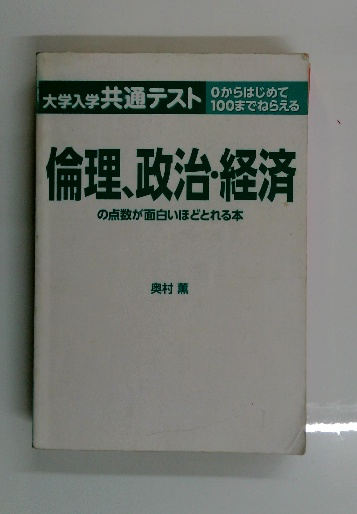 大学入学共通テスト
0からはじめて
100までねらえる
倫理、政治・経済
の点数が面白いほどとれる本
奥村 薫